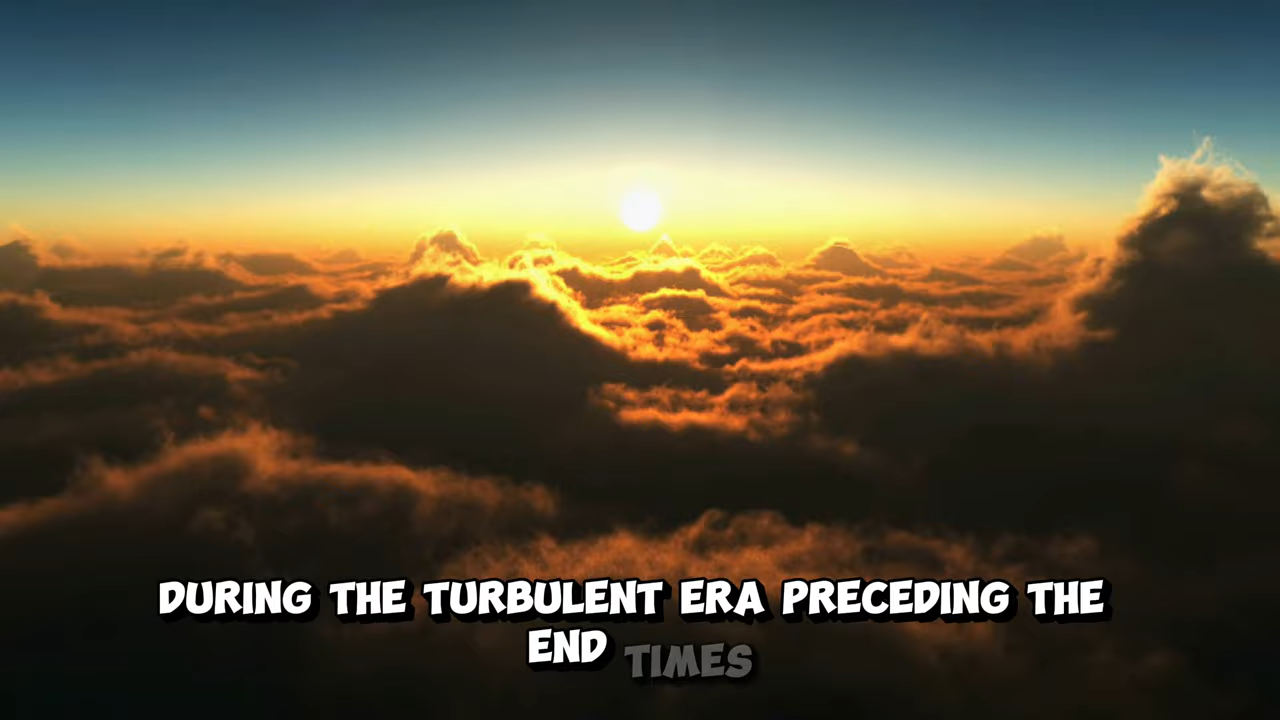 DURING THE TURBULENT ERA PRECEDING THE
END TIMES